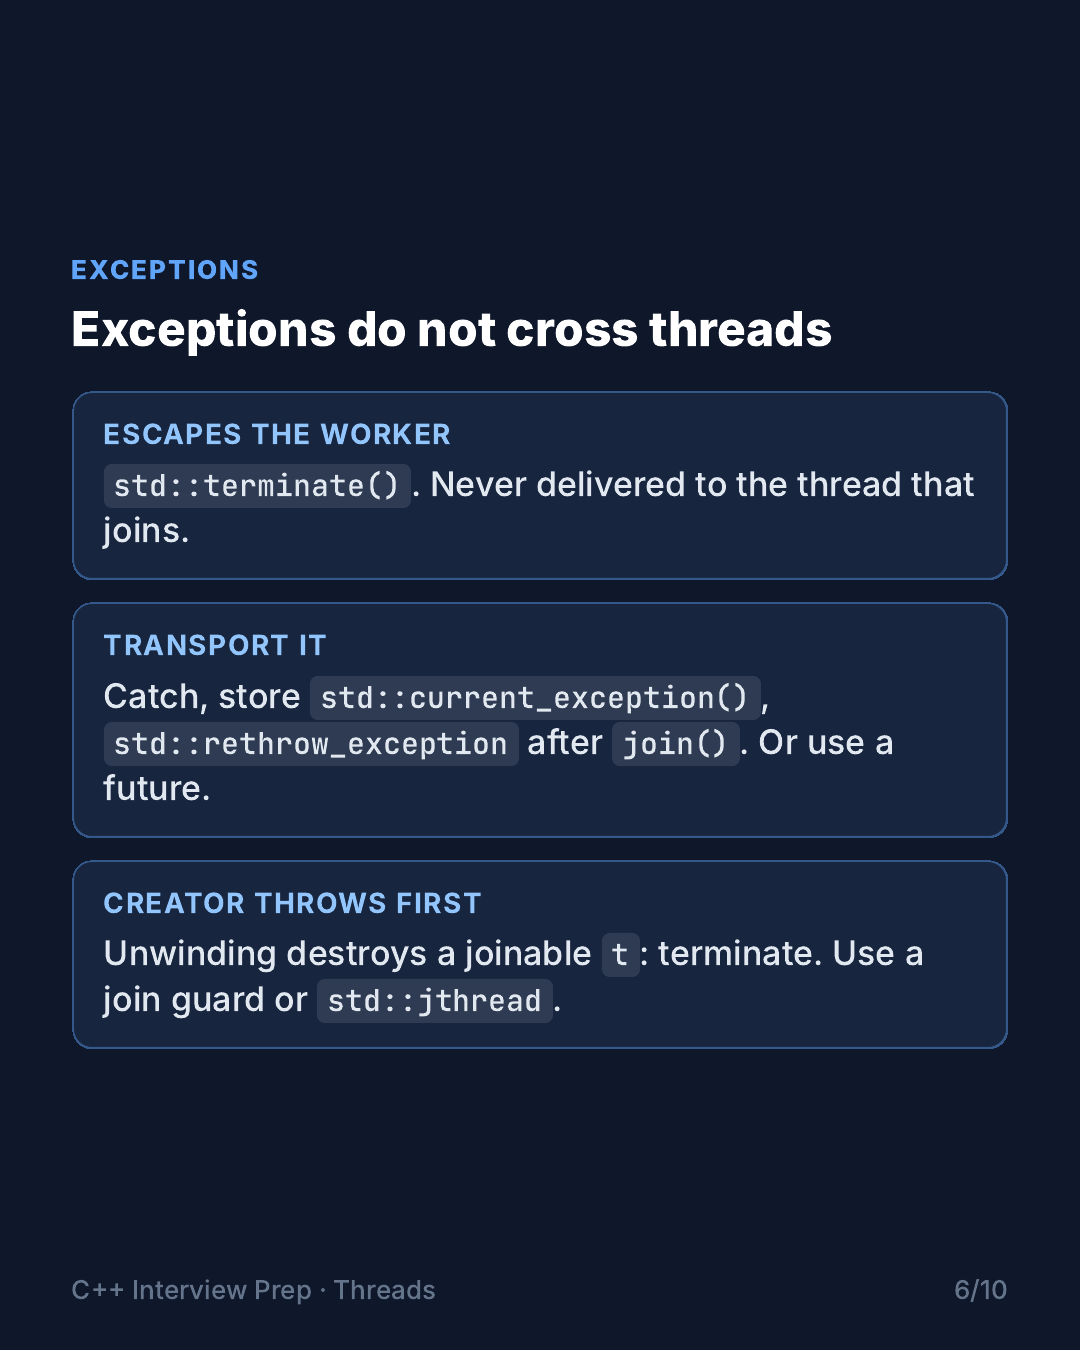 EXCEPTIONS
Exceptions do not cross threads
ESCAPES THE WORKER
std::terminate(). Never delivered to the thread that
joins.
TRANSPORT IT
Catch, store std::current_exception(),
std::rethrow_exception after join(). Or use a
future.
CREATOR THROWS FIRST
Unwinding destroys a joinable t: terminate. Use a
join guard or std::jthread.
C++ Interview Prep · Threads
6/10